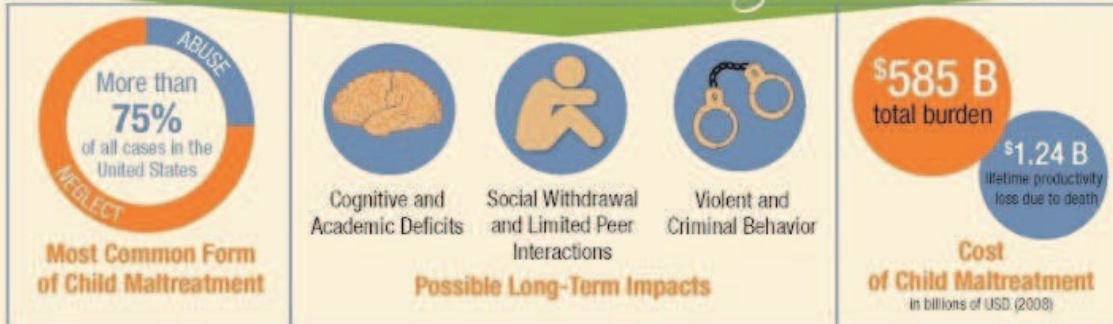 ABUSE
More than
75%
of all cases in the
United States
NEGLECT
Most Common Form
of Child Maltreatment
Cognitive and
Academic Deficits
Social Withdrawal
and Limited Peer
Interactions
Violent and
Criminal Behavior
Possible Long-Term Impacts
$585 B
total burden
$1.24 B
lifetime productivity
loss due to death
Cost
of Child Maltreatment
in billions of USD (2008)